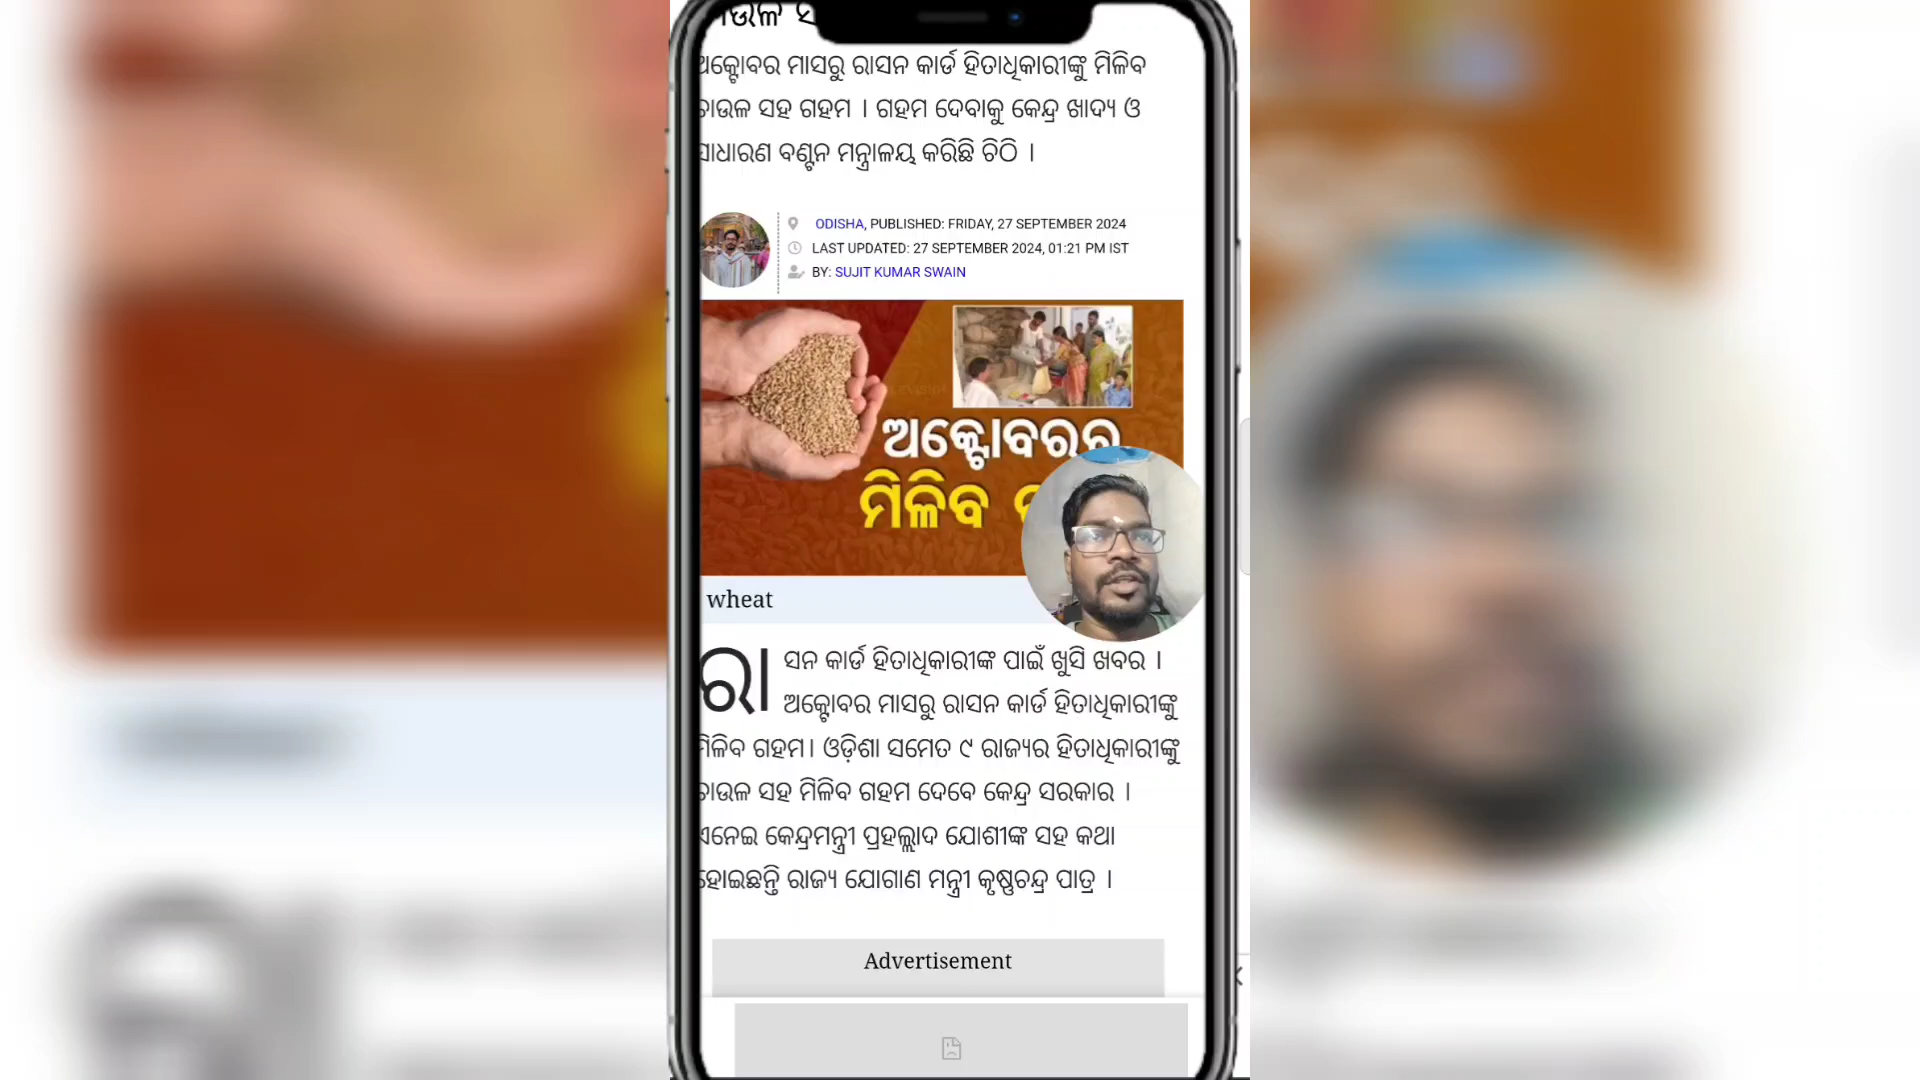 ଅକ୍ଟୋବର ମାସରୁ ରାସନ କାର୍ଡ ହିତାଧିକାରୀଙ୍କୁ ମିଳିବ
ଚାଉଳ ସହ ଗହମ । ଗହମ ଦେବାକୁ କେନ୍ଦ୍ର ଖାଦ୍ୟ ଓ
ସାଧାରଣ ବଣ୍ଟନ ମନ୍ତ୍ରାଳୟ କରିଛି ଚିଠି ।
ODISHA, PUBLISHED: FRIDAY, 27 SEPTEMBER 2024
LAST UPDATED: 27 SEPTEMBER 2024, 01:21 PM IST
BY: SUJIT KUMAR SWAIN
ଅକ୍ଟୋବରରୁ
ମିଳିବ
wheat
ରାସନ କାର୍ଡ ହିତାଧିକାରୀଙ୍କ ପାଇଁ ଖୁସି ଖବର ।
ଅକ୍ଟୋବର ମାସରୁ ରାସନ କାର୍ଡ ହିତାଧିକାରୀଙ୍କୁ
ମିଳିବ ଗହମ। ଓଡ଼ିଶା ସମେତ ୯ ରାଜ୍ୟର ହିତାଧିକାରୀଙ୍କୁ
ଚାଉଳ ସହ ମିଳିବ ଗହମ ଦେବେ କେନ୍ଦ୍ର ସରକାର ।
ଏନେଇ କେନ୍ଦ୍ରମନ୍ତ୍ରୀ ପ୍ରହଲ୍ଲାଦ ଯୋଶୀଙ୍କ ସହ କଥା
ହୋଇଛନ୍ତି ରାଜ୍ୟ ଯୋଗାଣ ମନ୍ତ୍ରୀ କୃଷ୍ଣଚନ୍ଦ୍ର ପାତ୍ର ।
Advertisement